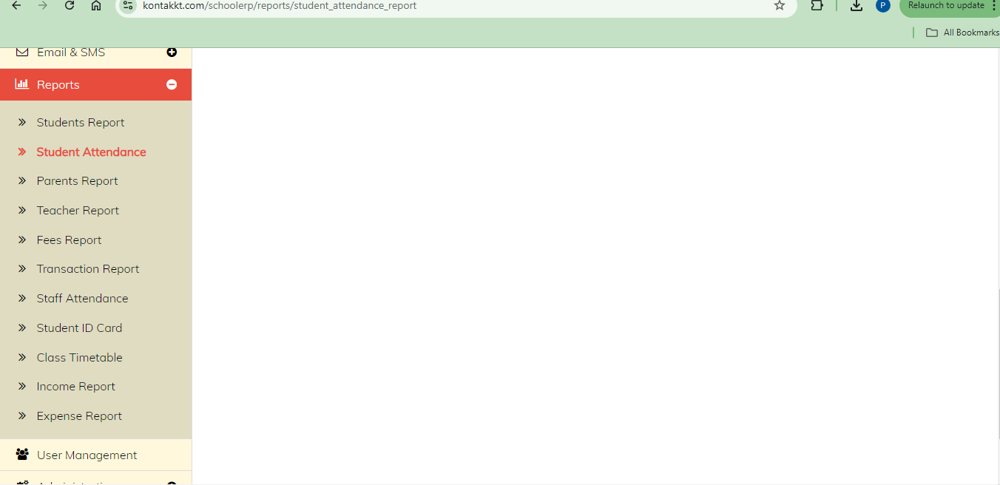 kontakkt.com/schoolerp/reports/student_attendance_report
P
Relaunch to update
All Bookmarks
Email & SMS
Reports
Students Report
Student Attendance
Parents Report
Teacher Report
Fees Report
Transaction Report
Staff Attendance
Student ID Card
Class Timetable
Income Report
Expense Report
User Management